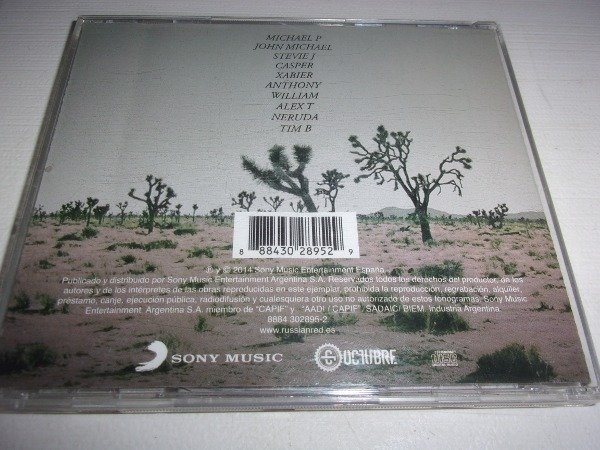 MICHAEL P
JOHN MICHAEL
STEVIE J
CASPER
XABIER
ANTHONY
WILLIAM
ALEX T
NERUDA
TIM B
8 88430 28952 9
℗ y © 2014 Sony Music Entertainment España
Publicado y distribuido por Sony Music Entertainment Argentina S.A. Reservados todos los derechos del productor, de los
autores y de los intérpretes de las obras reproducidas en este ejemplar, prohibida la reproducción, regrabación, alquiler,
préstamo, canje, ejecución pública, radiodifusión y cualesquiera otro uso no autorizado de estos fonogramas. Sony Music
Entertainment Argentina S.A. miembro de "CAPIF" y "AADI / CAPIF". SADAIC / BIEM. Industria Argentina.
8884 302895-2
www.russianred.es
SONY MUSIC
OCTUBRE